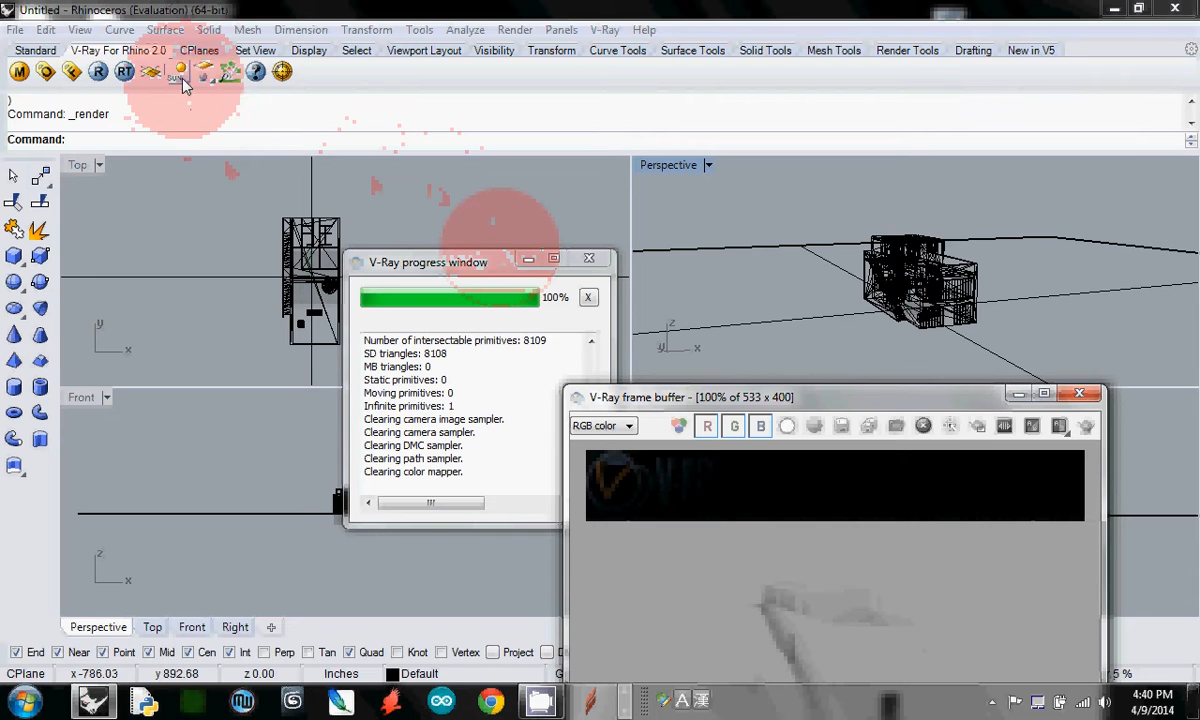 Untitled - Rhinoceros (Evaluation) (64-bit)
File Edit View Curve Surface Solid Mesh Dimension Transform Tools Analyze Render Panels V-Ray Help
Standard V-Ray For Rhino 2.0 CPlanes Set View Display Select Viewport Layout Visibility Transform Curve Tools Surface Tools Solid Tools Mesh Tools Render Tools Drafting New in V5
M R RT SUN ?
)
Command: _render
Command:
Top
Perspective
V-Ray progress window
100% X
Number of intersectable primitives: 8109
SD triangles: 8108
MB triangles: 0
Static primitives: 0
Moving primitives: 0
Infinite primitives: 1
Clearing camera image sampler.
Clearing camera sampler.
Clearing DMC sampler.
Clearing path sampler.
Clearing color mapper.
y
x
z
y x
Front
z
x
V-Ray frame buffer - [100% of 533 x 400]
RGB color R G B
Perspective Top Front Right
End Near Point Mid Cen Int Perp Tan Quad Knot Vertex Project
CPlane x -786.03 y 892.68 z 0.00 Inches Default
5 %
A 漢
4:40 PM
4/9/2014